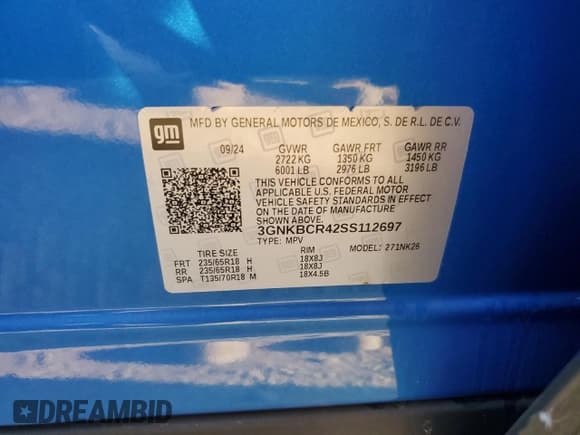 gm
MFD BY GENERAL MOTORS DE MEXICO, S. DE R.L. DE C.V.
09/24 GVWR GAWR FRT GAWR RR
2722 KG 1350 KG 1450 KG
6001 LB 2976 LB 3196 LB
THIS VEHICLE CONFORMS TO ALL
APPLICABLE U.S. FEDERAL MOTOR
VEHICLE SAFETY STANDARDS IN EFFECT
ON THE DATE OF MANUFACTURE
SHOWN ABOVE.
3GNKBCR42SS112697
TYPE: MPV MODEL: 271NK26
TIRE SIZE RIM
FRT 235/65R18 H 18X8J
RR 235/65R18 H 18X8J
SPA T135/70R18 M 18X4.5B
DREAMBID